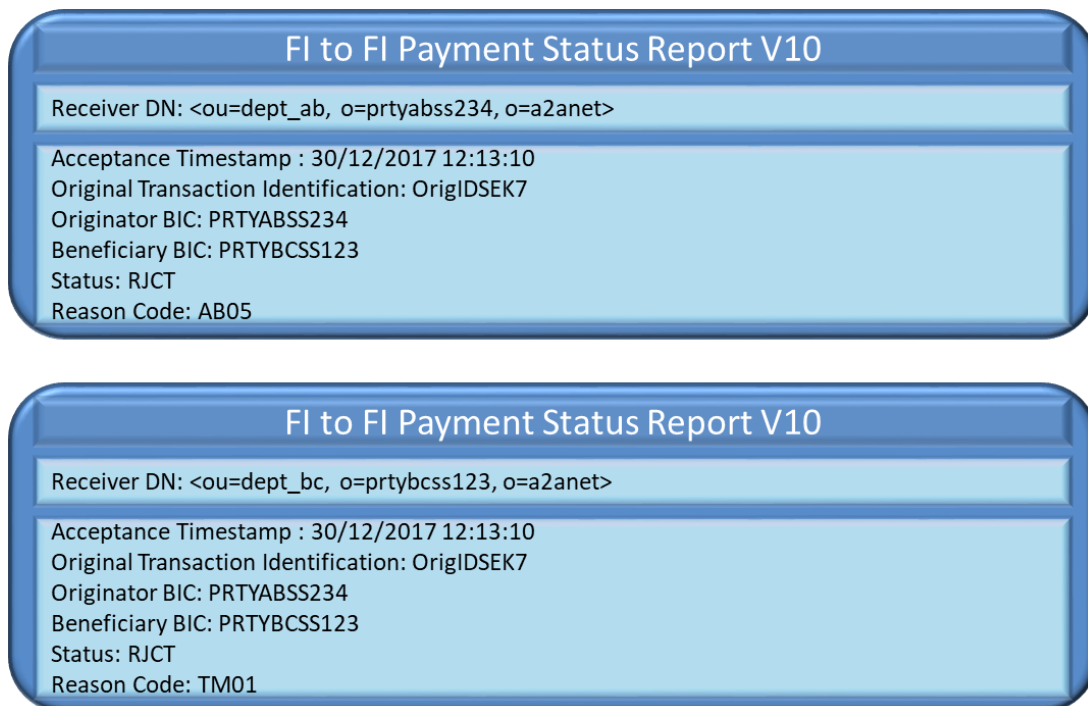 FI to FI Payment Status Report V10
Receiver DN: <ou=dept_ab, o=prtyabss234, o=a2anet>
Acceptance Timestamp : 30/12/2017 12:13:10
Original Transaction Identification: OrigIDSEK7
Originator BIC: PRTYABSS234
Beneficiary BIC: PRTYBCSS123
Status: RJCT
Reason Code: AB05
FI to FI Payment Status Report V10
Receiver DN: <ou=dept_bc, o=prtybcss123, o=a2anet>
Acceptance Timestamp : 30/12/2017 12:13:10
Original Transaction Identification: OrigIDSEK7
Originator BIC: PRTYABSS234
Beneficiary BIC: PRTYBCSS123
Status: RJCT
Reason Code: TM01